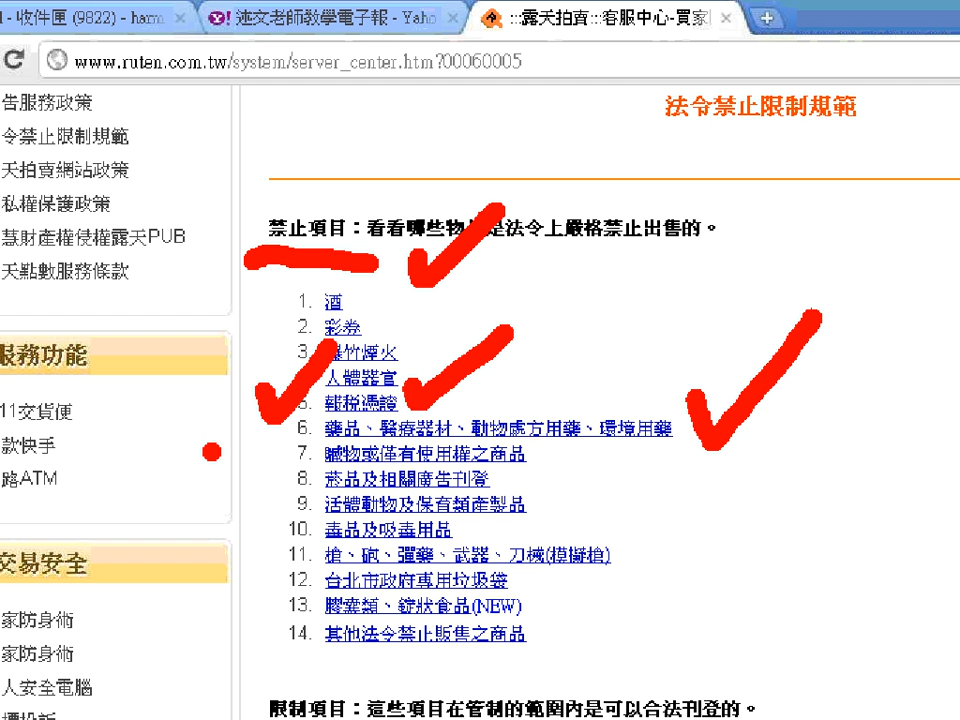 收件匣 (9822) - harm
迆文老師教學電子報 - Yaho
:::露天拍賣:::客服中心-買家
www.ruten.com.tw/system/server_center.htm?00060005
告服務政策
令禁止限制規範
天拍賣網站政策
私權保護政策
慧財產權侵權露天PUB
天點數服務條款
服務功能
11交貨便
款快手
路ATM
交易安全
家防身術
家防身術
人安全電腦
法令禁止限制規範
禁止項目：看看哪些物 是法令上嚴格禁止出售的。
1. 酒
2. 彩券
3. 爆竹煙火
人體器官
5. 報稅憑證
6. 藥品、醫療器材、動物處方用藥、環境用藥
7. 贓物或僅有使用權之商品
8. 菸品及相關廣告刊登
9. 活體動物及保育類產製品
10. 毒品及吸毒用品
11. 槍、砲、彈藥、武器、刀械(模擬槍)
12. 台北市政府專用垃圾袋
13. 膠囊類、錠狀食品(NEW)
14. 其他法令禁止販售之商品
限制項目：這些項目在管制的範圍內是可以合法刊登的。